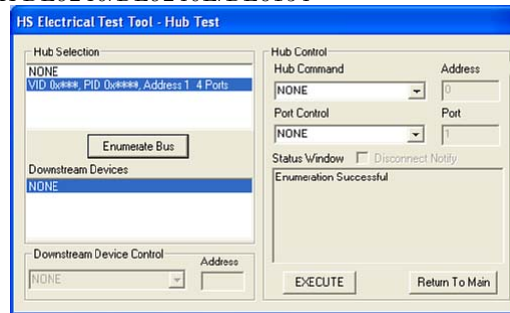 HS Electrical Test Tool - Hub Test
Hub Selection
NONE
VID 0x***, PID 0x****, Address 1 4 Ports
Enumerate Bus
Downstream Devices
NONE
Downstream Device Control
Address
NONE
Hub Control
Hub Command
Address
NONE
0
Port Control
Port
NONE
1
Status Window
Disconnect Notify
Enumeration Successful
EXECUTE
Return To Main